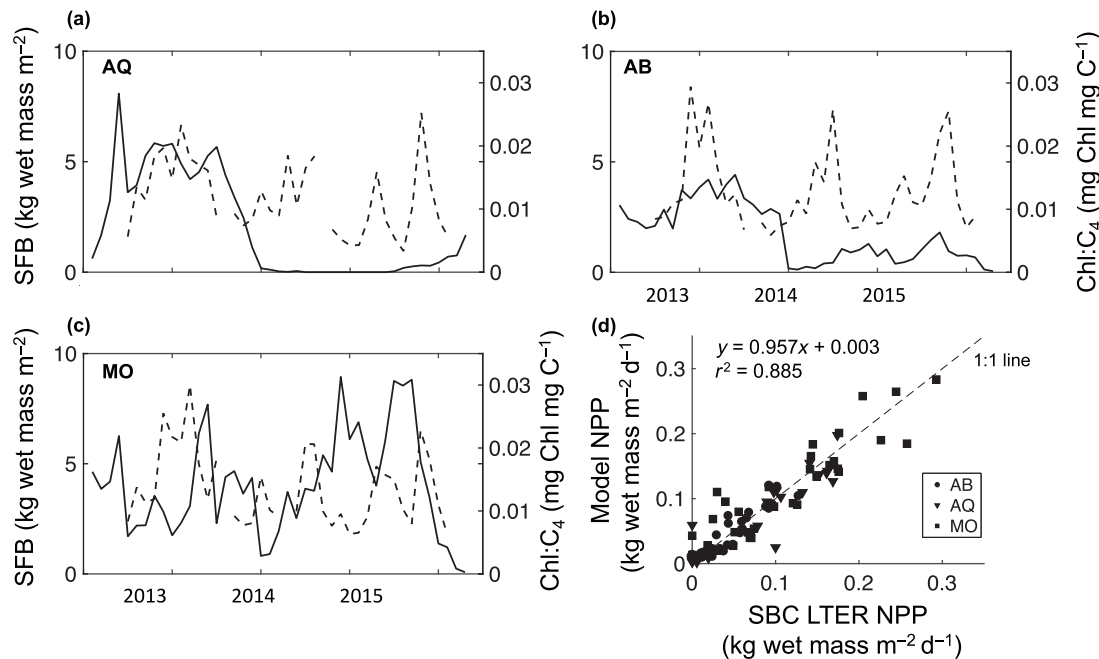 (a)
AQ
10
5
0
SFB (kg wet mass m⁻²)
0.03
0.02
0.01
0
(b)
AB
10
5
0
0.03
0.02
0.01
0
Chl:C₄ (mg Chl mg C⁻¹)
2013 2014 2015
(c)
MO
10
5
0
SFB (kg wet mass m⁻²)
0.03
0.02
0.01
0
Chl:C₄ (mg Chl mg C⁻¹)
2013 2014 2015
(d)
y = 0.957x + 0.003
r² = 0.885
1:1 line
0.3
0.2
0.1
0
Model NPP
(kg wet mass m⁻² d⁻¹)
AB
AQ
MO
0 0.1 0.2 0.3
SBC LTER NPP
(kg wet mass m⁻² d⁻¹)